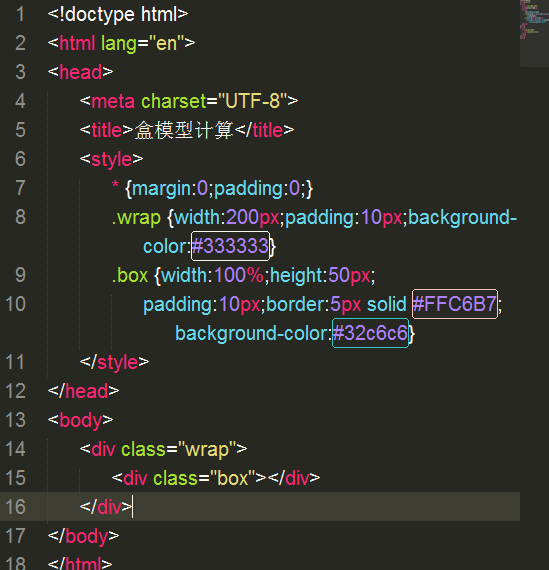 1 <!doctype html>
2 <html lang="en">
3 <head>
4 <meta charset="UTF-8">
5 <title>盒模型计算</title>
6 <style>
7 * {margin:0;padding:0;}
8 .wrap {width:200px;padding:10px;background-
color:#333333}
9 .box {width:100%;height:50px;
10 padding:10px;border:5px solid #FFC6B7;
background-color:#32c6c6}
11 </style>
12 </head>
13 <body>
14 <div class="wrap">
15 <div class="box"></div>
16 </div>
17 </body>
18 </html>